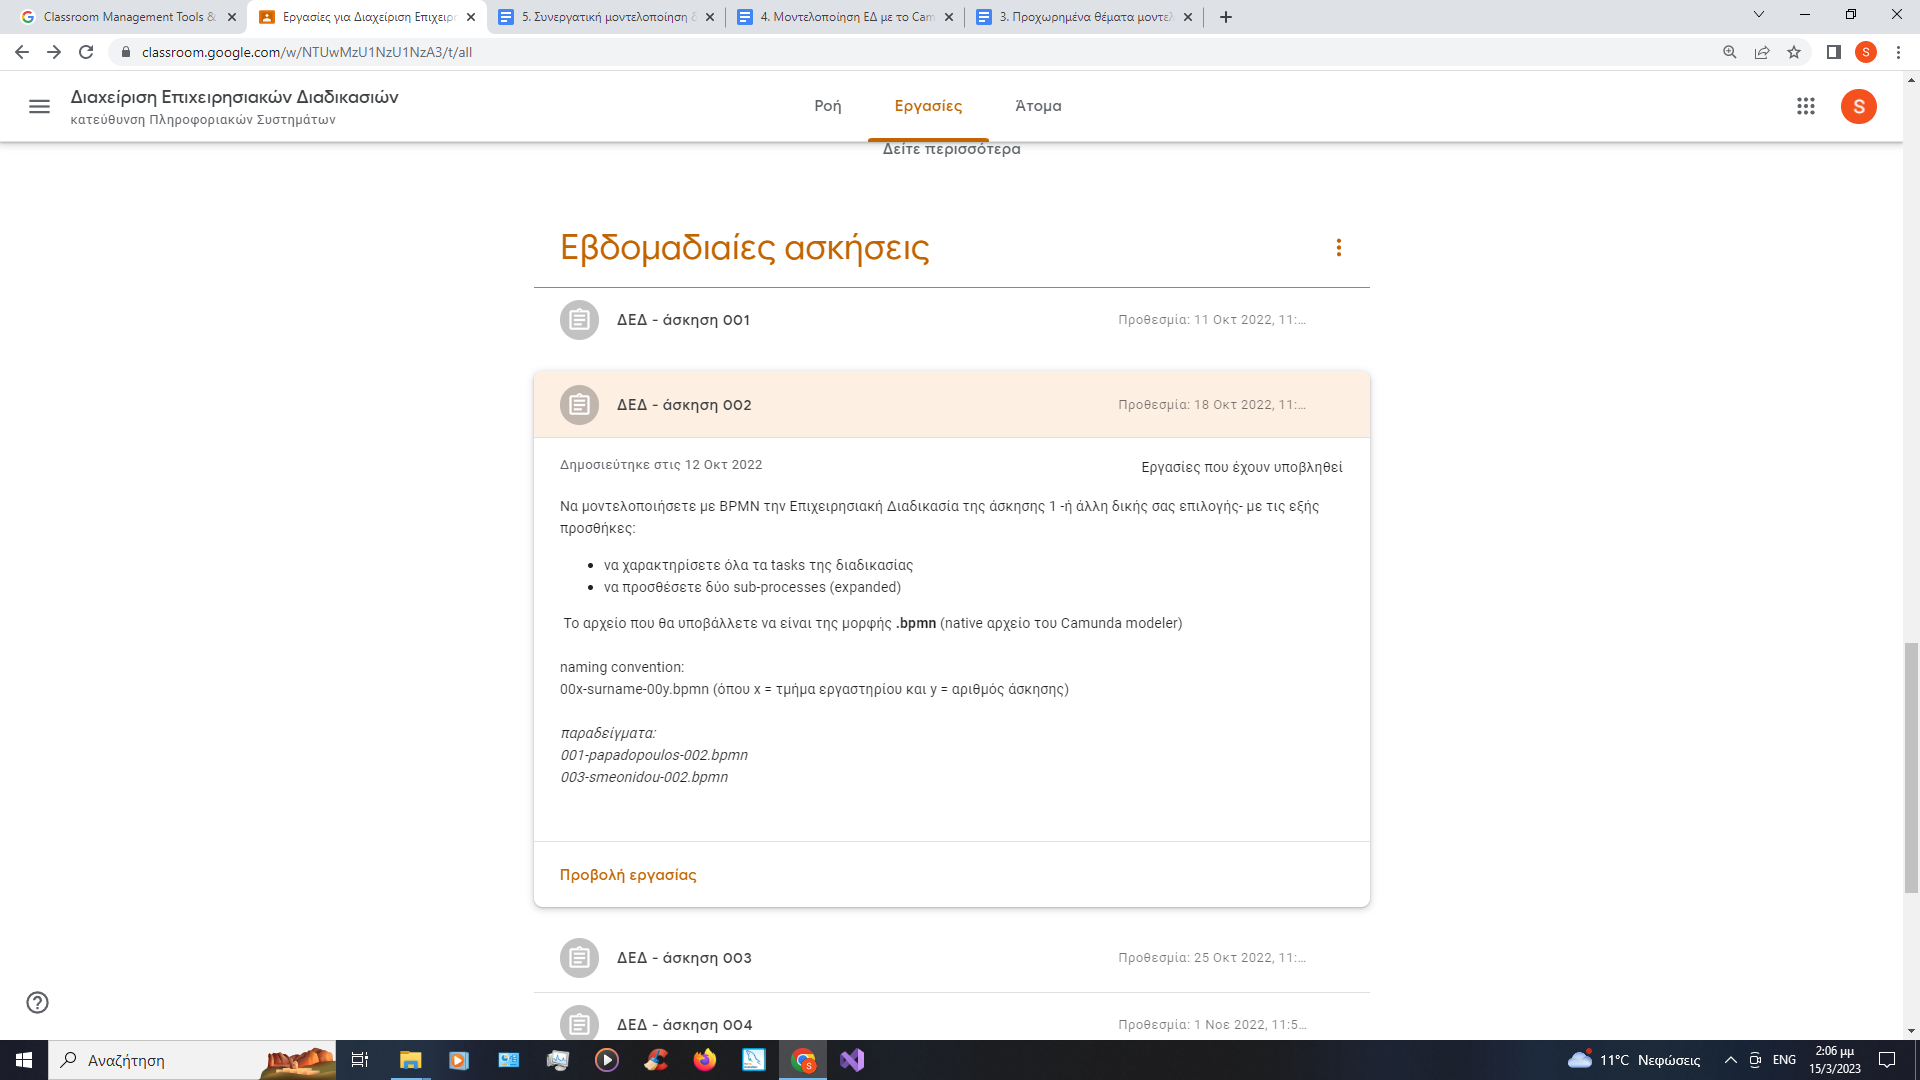 Classroom Management Tools &
Εργασίες για Διαχείριση Επιχειρ
5. Συνεργατική μοντελοποίηση
4. Μοντελοποίηση ΕΔ με το Cam
3. Προχωρημένα θέματα μοντελ
classroom.google.com/w/NTUwMzU1NzU1NzA3/t/all
S
Διαχείριση Επιχειρησιακών Διαδικασιών
κατεύθυνση Πληροφοριακών Συστημάτων
Ροή
Εργασίες
Άτομα
S
Δείτε περισσότερα
Εβδομαδιαίες ασκήσεις
ΔΕΔ - άσκηση 001
Προθεσμία: 11 Οκτ 2022, 11:...
ΔΕΔ - άσκηση 002
Προθεσμία: 18 Οκτ 2022, 11:...
Δημοσιεύτηκε στις 12 Οκτ 2022
Εργασίες που έχουν υποβληθεί
Να μοντελοποιήσετε με BPMN την Επιχειρησιακή Διαδικασία της άσκησης 1 -ή άλλη δικής σας επιλογής- με τις εξής
προσθήκες:
• να χαρακτηρίσετε όλα τα tasks της διαδικασίας
• να προσθέσετε δύο sub-processes (expanded)
Το αρχείο που θα υποβάλλετε να είναι της μορφής .bpmn (native αρχείο του Camunda modeler)
naming convention:
00x-surname-00y.bpmn (όπου x = τμήμα εργαστηρίου και y = αριθμός άσκησης)
παραδείγματα:
001-papadopoulos-002.bpmn
003-smeonidou-002.bpmn
Προβολή εργασίας
ΔΕΔ - άσκηση 003
Προθεσμία: 25 Οκτ 2022, 11:...
ΔΕΔ - άσκηση 004
Προθεσμία: 1 Νοε 2022, 11:5...
Αναζήτηση
11°C Νεφώσεις
ENG
2:06 μμ
15/3/2023